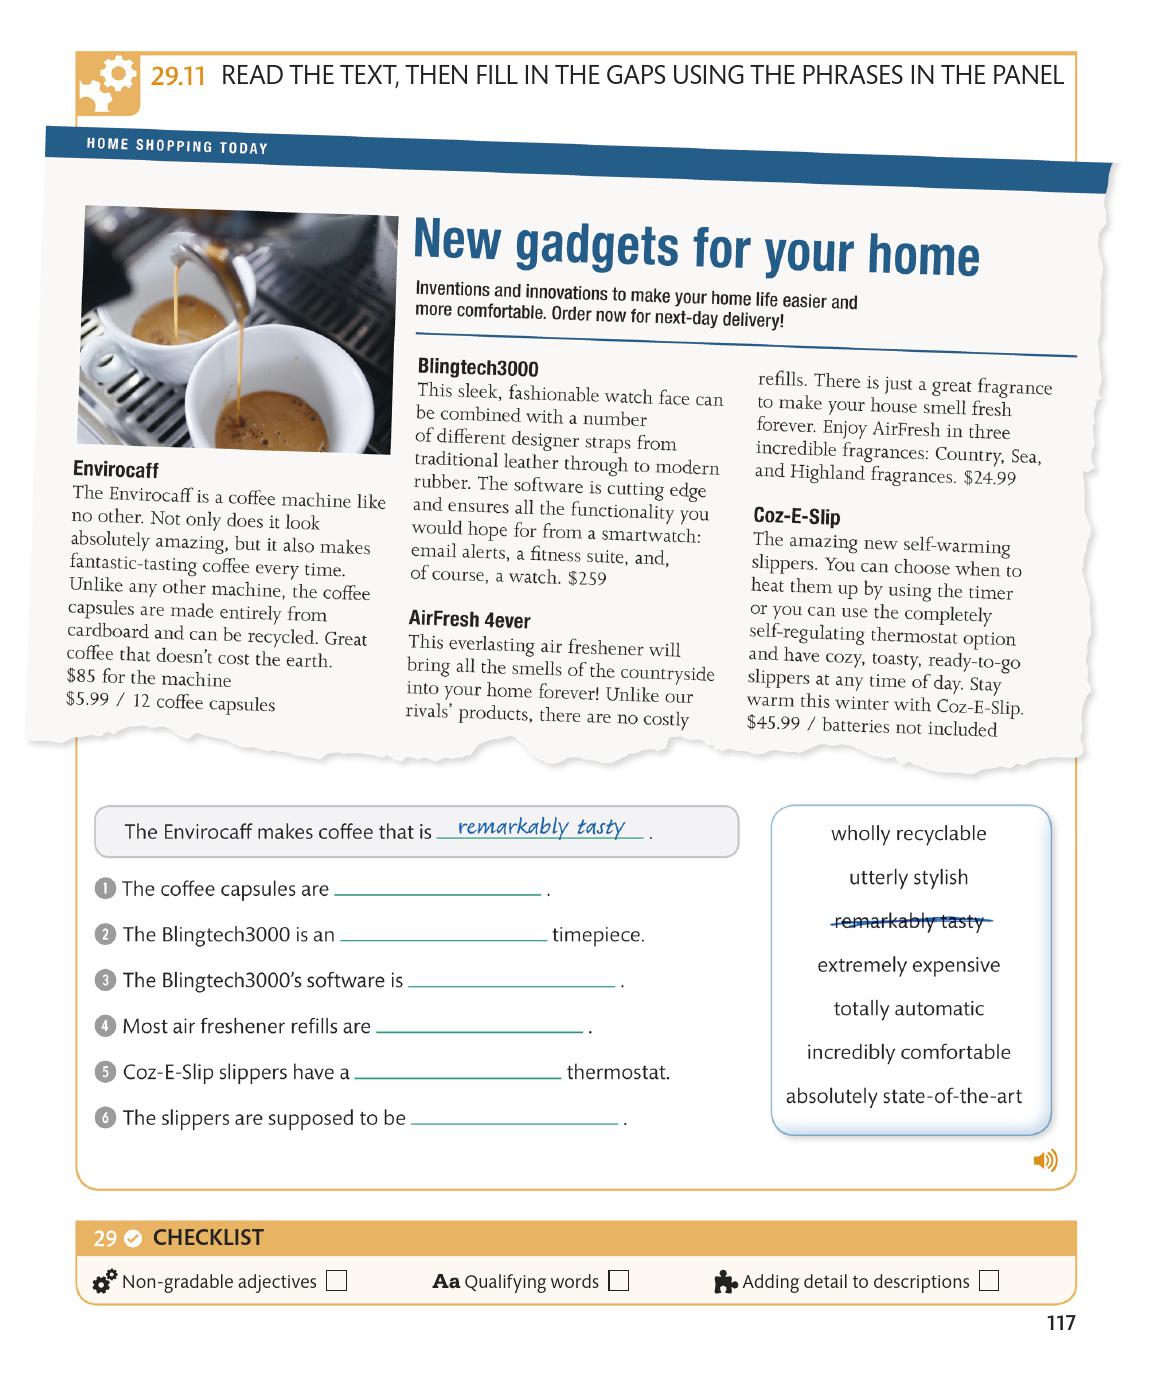 29.11 READ THE TEXT, THEN FILL IN THE GAPS USING THE PHRASES IN THE PANEL
HOME SHOPPING TODAY
New gadgets for your home
Inventions and innovations to make your home life easier and
more comfortable. Order now for next-day delivery!
Envirocaff
The Envirocaff is a coffee machine like
no other. Not only does it look
absolutely amazing, but it also makes
fantastic-tasting coffee every time.
Unlike any other machine, the coffee
capsules are made entirely from
cardboard and can be recycled. Great
coffee that doesn't cost the earth.
$85 for the machine
$5.99 / 12 coffee capsules
Blingtech3000
This sleek, fashionable watch face can
be combined with a number
of different designer straps from
traditional leather through to modern
rubber. The software is cutting edge
and ensures all the functionality you
would hope for from a smartwatch:
email alerts, a fitness suite, and,
of course, a watch. $259
AirFresh 4ever
This everlasting air freshener will
bring all the smells of the countryside
into your home forever! Unlike our
rivals' products, there are no costly
refills. There is just a great fragrance
to make your house smell fresh
forever. Enjoy AirFresh in three
incredible fragrances: Country, Sea,
and Highland fragrances. $24.99
Coz-E-Slip
The amazing new self-warming
slippers. You can choose when to
heat them up by using the timer
or you can use the completely
self-regulating thermostat option
and have cozy, toasty, ready-to-go
slippers at any time of day. Stay
warm this winter with Coz-E-Slip.
$45.99 / batteries not included
The Envirocaff makes coffee that is remarkably tasty .
1 The coffee capsules are .
2 The Blingtech3000 is an timepiece.
3 The Blingtech3000's software is .
4 Most air freshener refills are .
5 Coz-E-Slip slippers have a thermostat.
6 The slippers are supposed to be .
wholly recyclable
utterly stylish
remarkably tasty
extremely expensive
totally automatic
incredibly comfortable
absolutely state-of-the-art
29 CHECKLIST
Non-gradable adjectives Aa Qualifying words Adding detail to descriptions
117